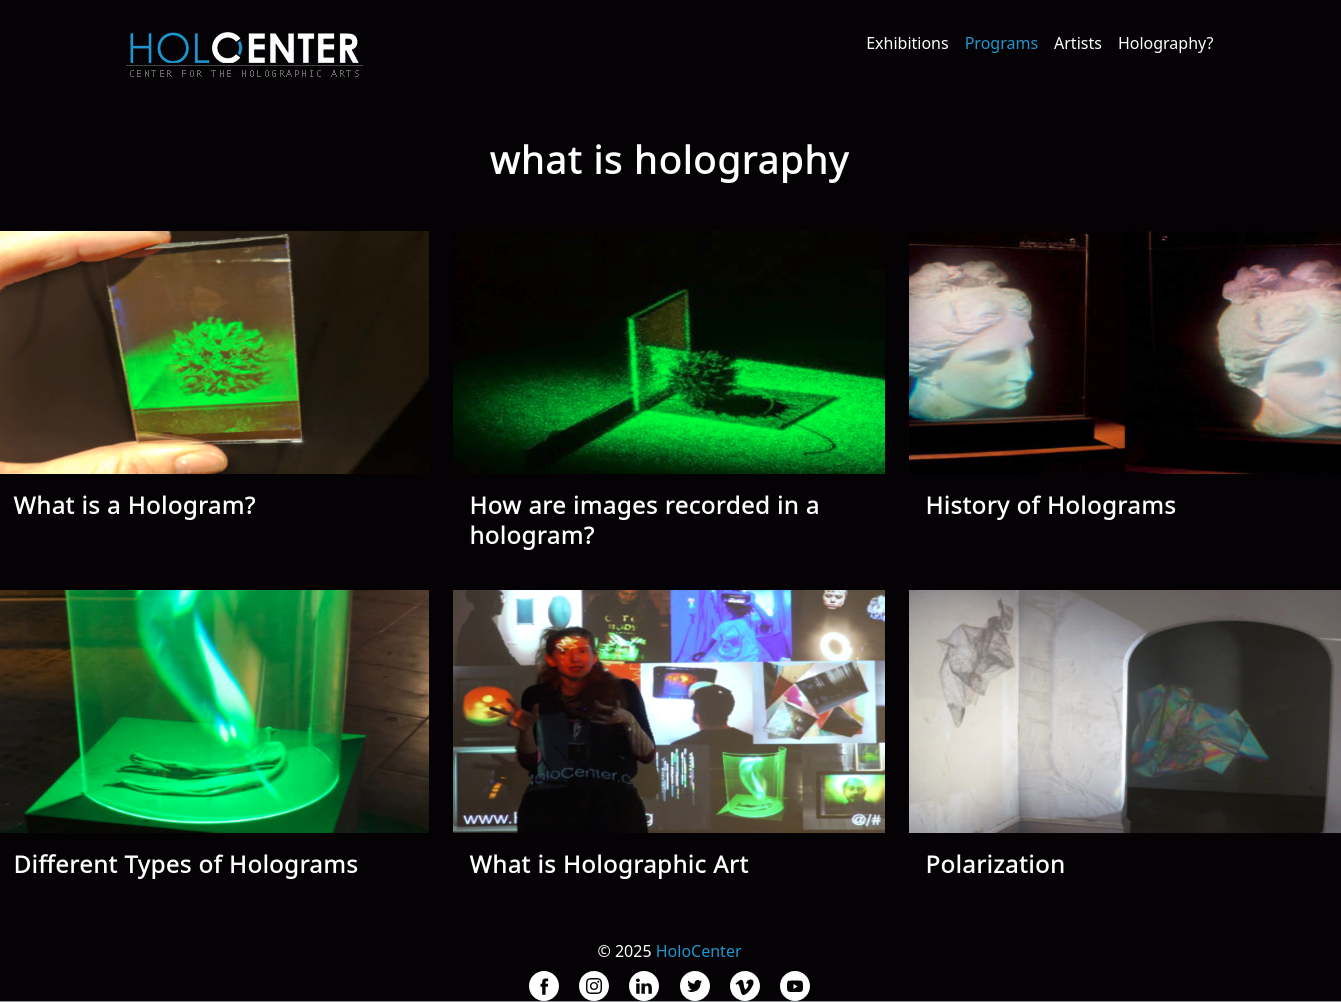 HOLOCENTER
CENTER FOR THE HOLOGRAPHIC ARTS
Exhibitions Programs Artists Holography?
what is holography
What is a Hologram?
How are images recorded in a
hologram?
History of Holograms
www.
@/#
Different Types of Holograms
What is Holographic Art
Polarization
© 2025 HoloCenter